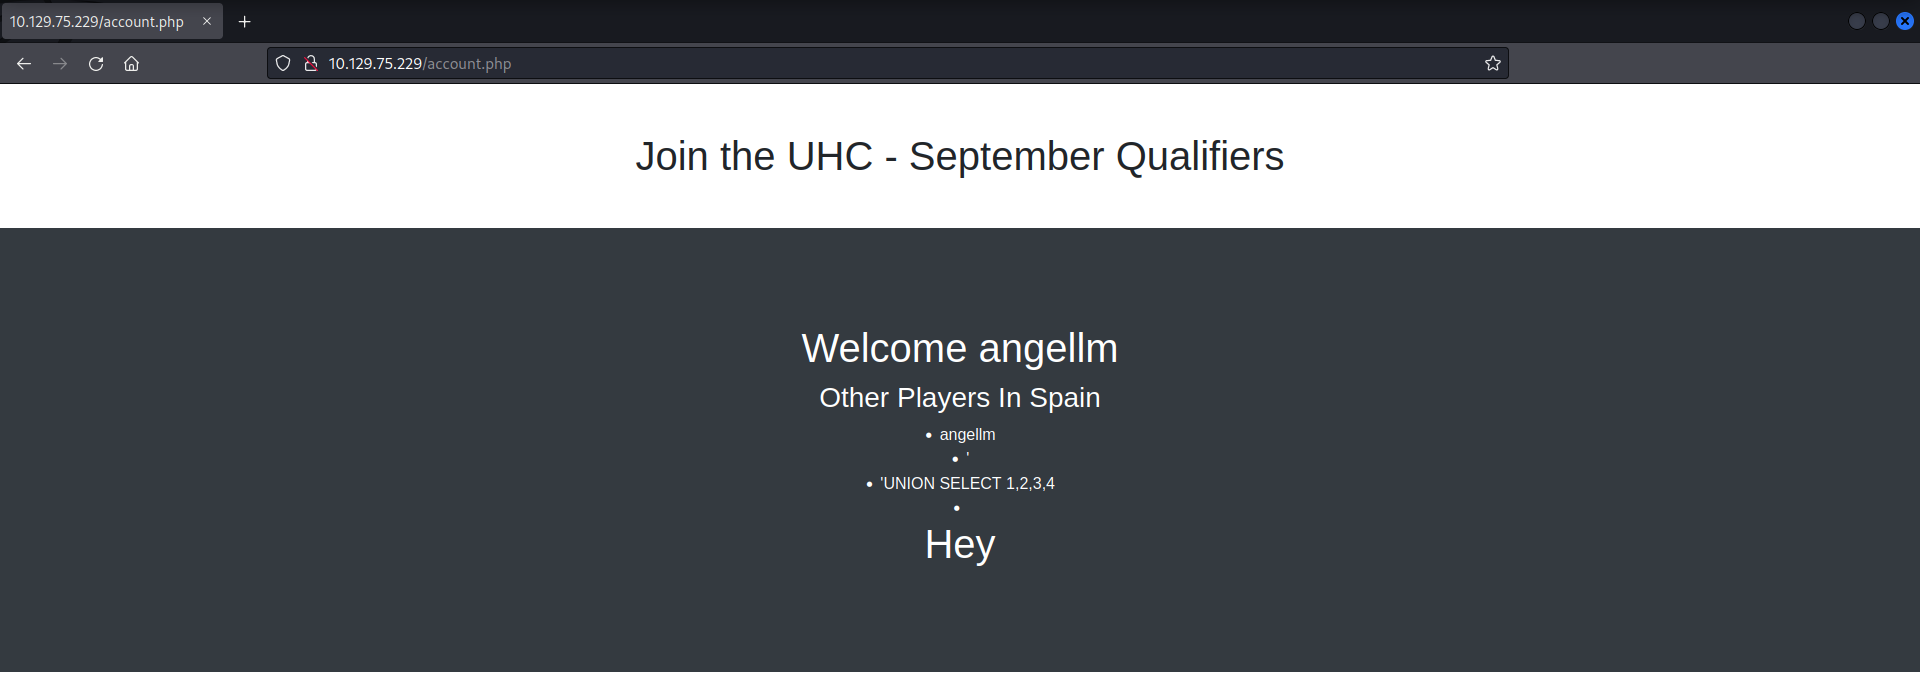 10.129.75.229/account.php
10.129.75.229/account.php
Join the UHC - September Qualifiers
Welcome angellm
Other Players In Spain
• angellm
• '
• 'UNION SELECT 1,2,3,4
•
Hey